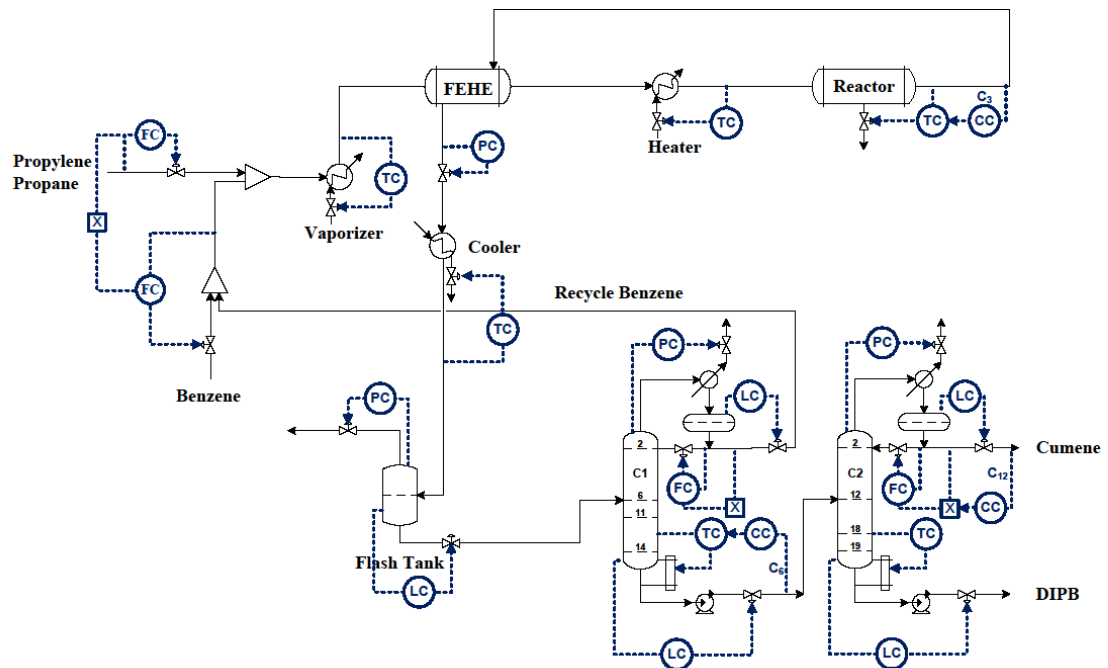 FEHE
Reactor
C3
TC
TC
CC
Heater
FC
PC
Propylene
Propane
TC
X
Vaporizer
Cooler
FC
Recycle Benzene
TC
PC
PC
Benzene
PC
LC
LC
2
2
Cumene
C1
C2
C12
FC
FC
6
X
12
X
CC
11
TC
CC
18
TC
14
19
Flash Tank
C6
LC
DIPB
LC
LC